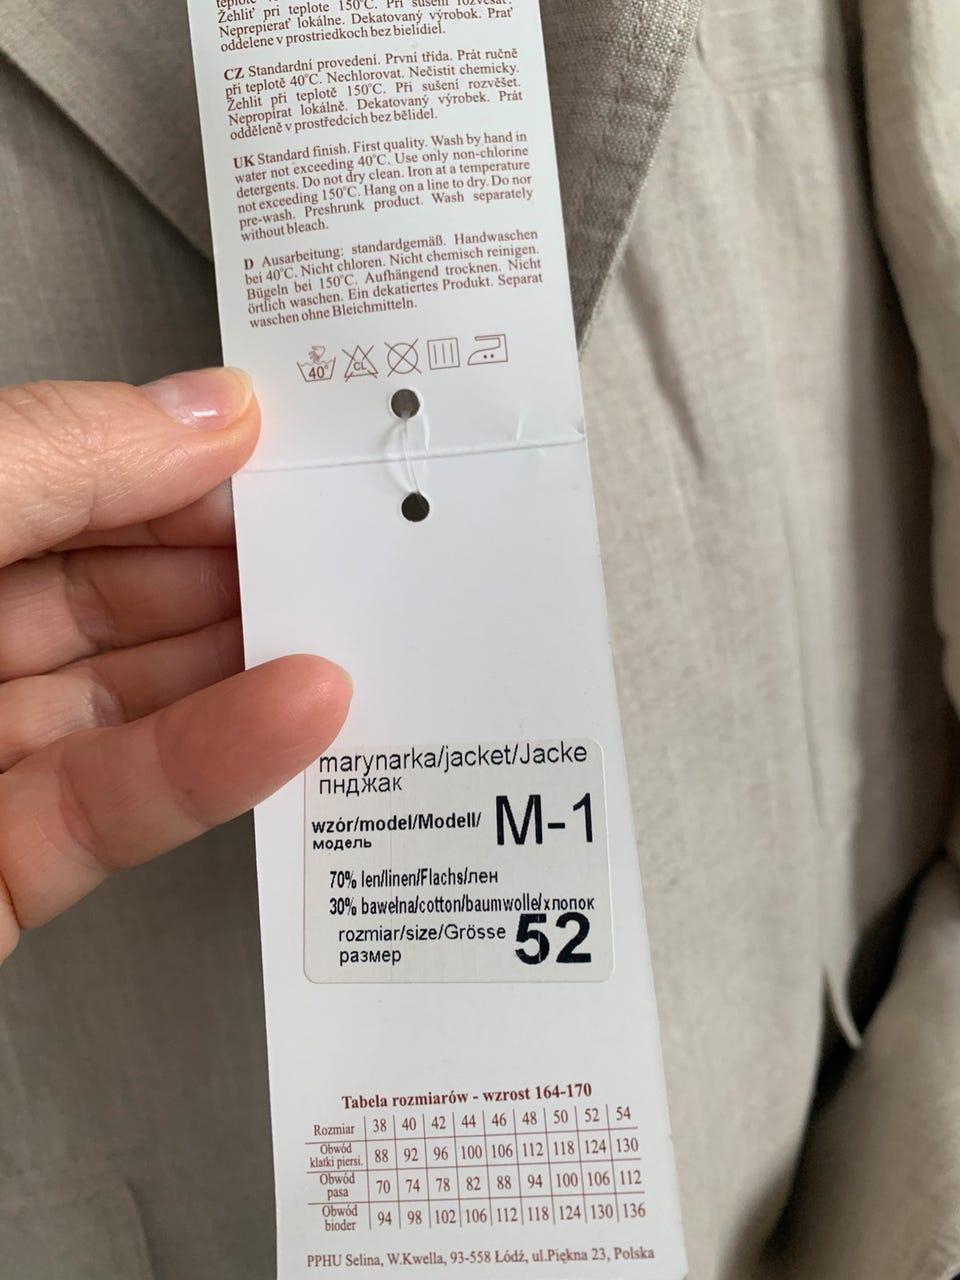 teplote
Žehliť pri teplote 150°C. Pri sušení rozvešať.
Neprepierať lokálne. Dekatovaný výrobok. Prať
oddelene v prostriedkoch bez bielidiel.
CZ Standardní provedení. První třída. Prát ručně
při teplotě 40°C. Nechlorovat. Nečistit chemicky.
Žehlit při teplotě 150°C. Při sušení rozvěšet.
Nepropírat lokálně. Dekatovaný výrobek. Prát
odděleně v prostředcích bez bělidel.
UK Standard finish. First quality. Wash by hand in
water not exceeding 40°C. Use only non-chlorine
detergents. Do not dry clean. Iron at a temperature
not exceeding 150°C. Hang on a line to dry. Do not
pre-wash. Preshrunk product. Wash separately
without bleach.
D Ausarbeitung: standardgemäß. Handwaschen
bei 40°C. Nicht chloren. Nicht chemisch reinigen.
Bügeln bei 150°C. Aufhängend trocknen. Nicht
örtlich waschen. Ein dekatiertes Produkt. Separat
waschen ohne Bleichmitteln.
40° CL
marynarka/jacket/Jacke
пнджак
wzór/model/Modell/ M-1
модель
70% len/linen/Flachs/лен
30% bawełna/cotton/baumwolle/хлопок
rozmiar/size/Grösse 52
размер
Tabela rozmiarów - wzrost 164-170
Rozmiar 38 40 42 44 46 48 50 52 54
Obwód
klatki piersi. 88 92 96 100 106 112 118 124 130
Obwód
pasa 70 74 78 82 88 94 100 106 112
Obwód
bioder 94 98 102 106 112 118 124 130 136
PPHU Selina, W.Kwella, 93-558 Łódź, ul.Piękna 23, Polska